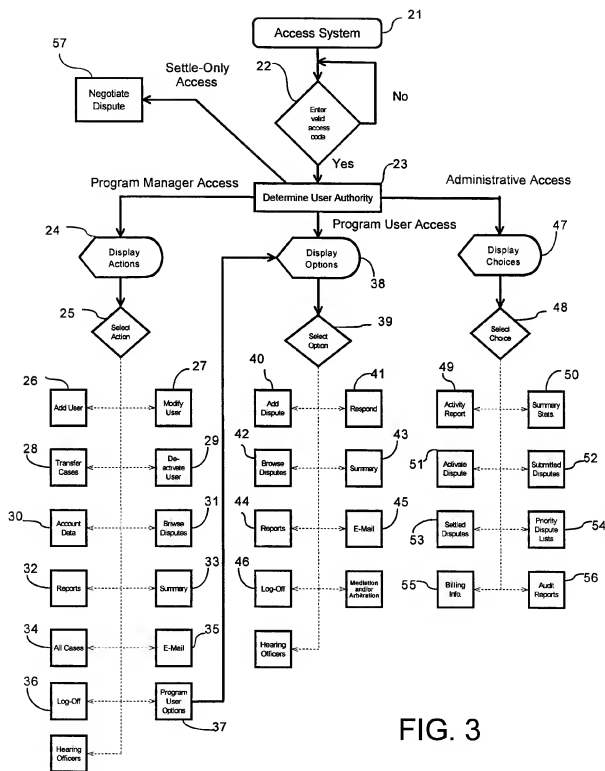 21
Access System
57
Settle-Only
Access
22
Negotiate
Dispute
No
Enter
valid
access
code
Yes
23
Program Manager Access
Determine User Authority
Administrative Access
Program User Access
24
Display
Actions
Display
Options
38
Display
Choices
47
25
Select
Action
39
Select
Option
48
Select
Choice
26
27
Add User
Modify
User
40
41
Add
Dispute
Respond
49
50
Activity
Report
Summary
Stats.
28
29
Transfer
Cases
De-
activate
User
42
43
Browse
Disputes
Summary
51
52
Activate
Dispute
Submitted
Disputes
30
31
Account
Data
Browse
Disputes
44
45
Reports
E-Mail
53
54
Settled
Disputes
Priority
Dispute
Lists
32
33
Reports
Summary
46
Log-Off
Mediation
and/or
Arbitration
55
56
Billing
Info.
Audit
Reports
34
35
All Cases
E-Mail
Hearing
Officers
36
37
Log-Off
Program
User
Options
Hearing
Officers
FIG. 3